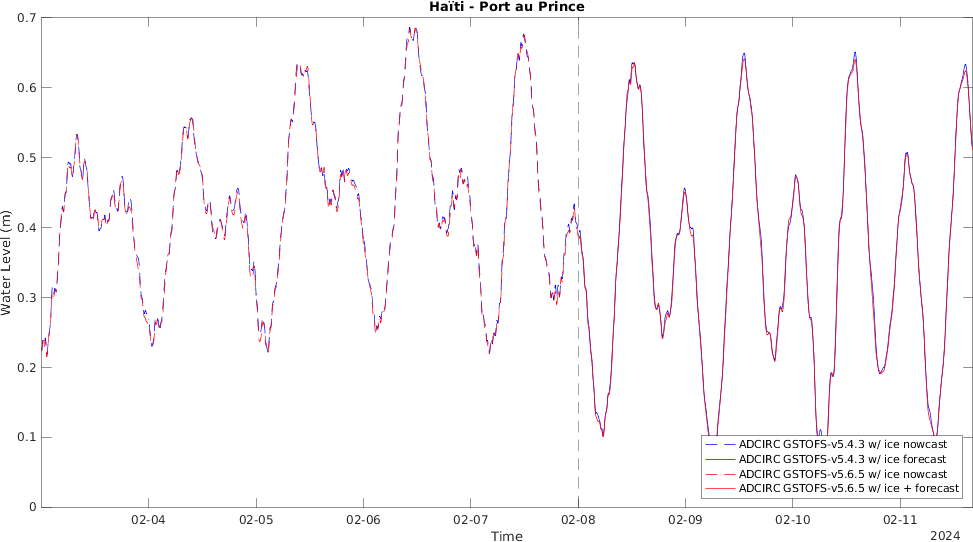 Haïti - Port au Prince
Water Level (m)
0.7
0.6
0.5
0.4
0.3
0.2
0.1
0
ADCIRC GSTOFS-v5.4.3 w/ ice nowcast
ADCIRC GSTOFS-v5.4.3 w/ ice forecast
ADCIRC GSTOFS-v5.6.5 w/ ice nowcast
ADCIRC GSTOFS-v5.6.5 w/ ice + forecast
02-04 02-05 02-06 02-07 02-08 02-09 02-10 02-11
Time
2024